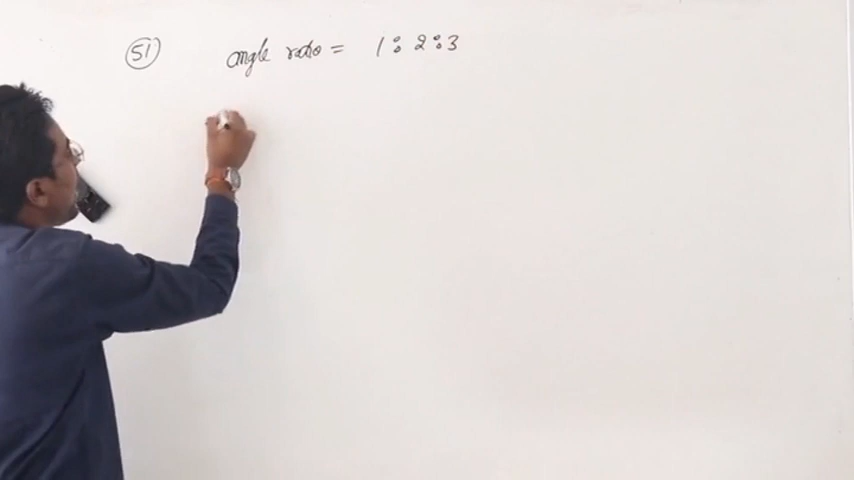 51 angle ratio = 1 : 2 : 3